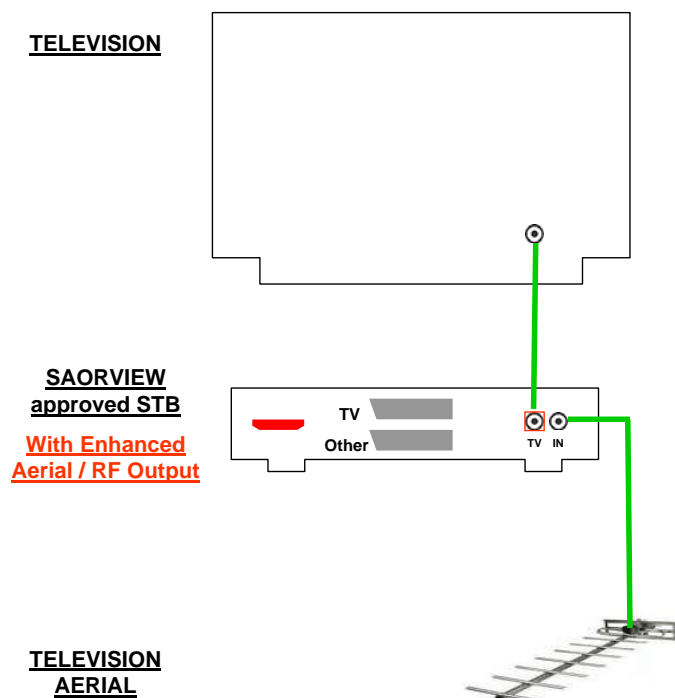 TELEVISION
SAORVIEW
approved STB
With Enhanced
Aerial / RF Output
TV
Other
TV IN
TELEVISION
AERIAL